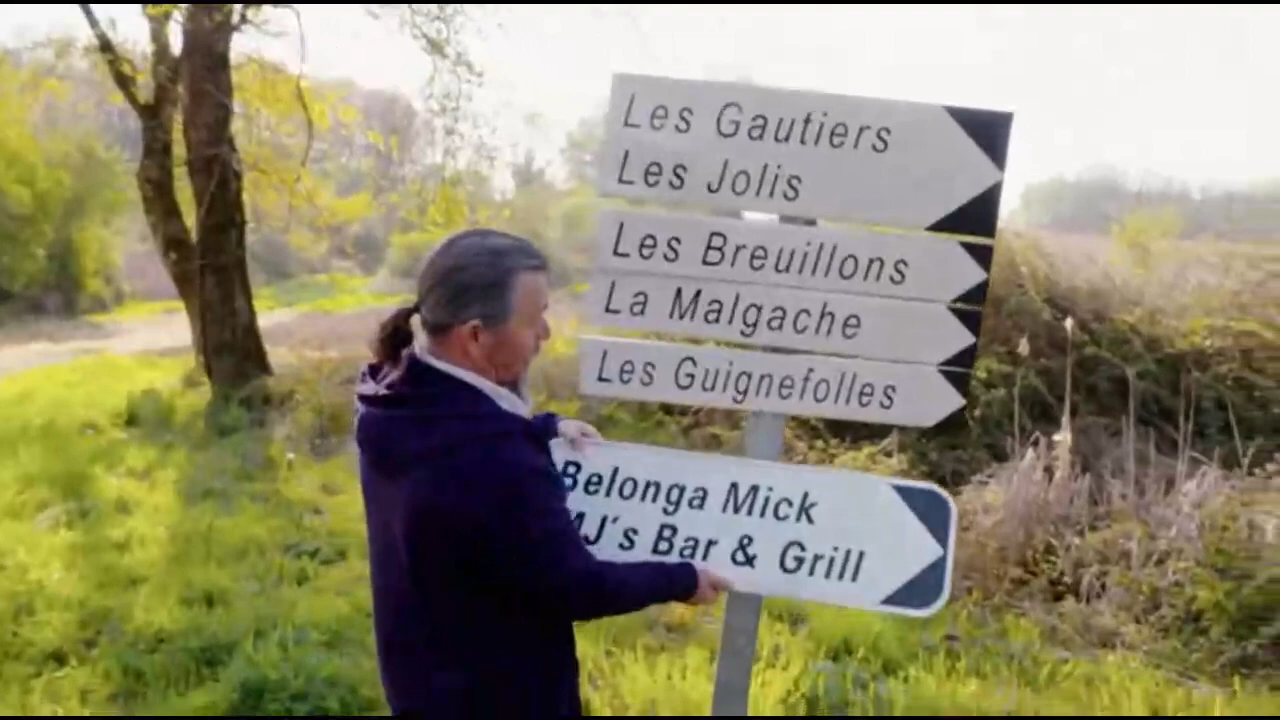 Les Gautiers
Les Jolis
Les Breuillons
La Malgache
Les Guignefolles
Belonga Mick
MJ's Bar & Grill